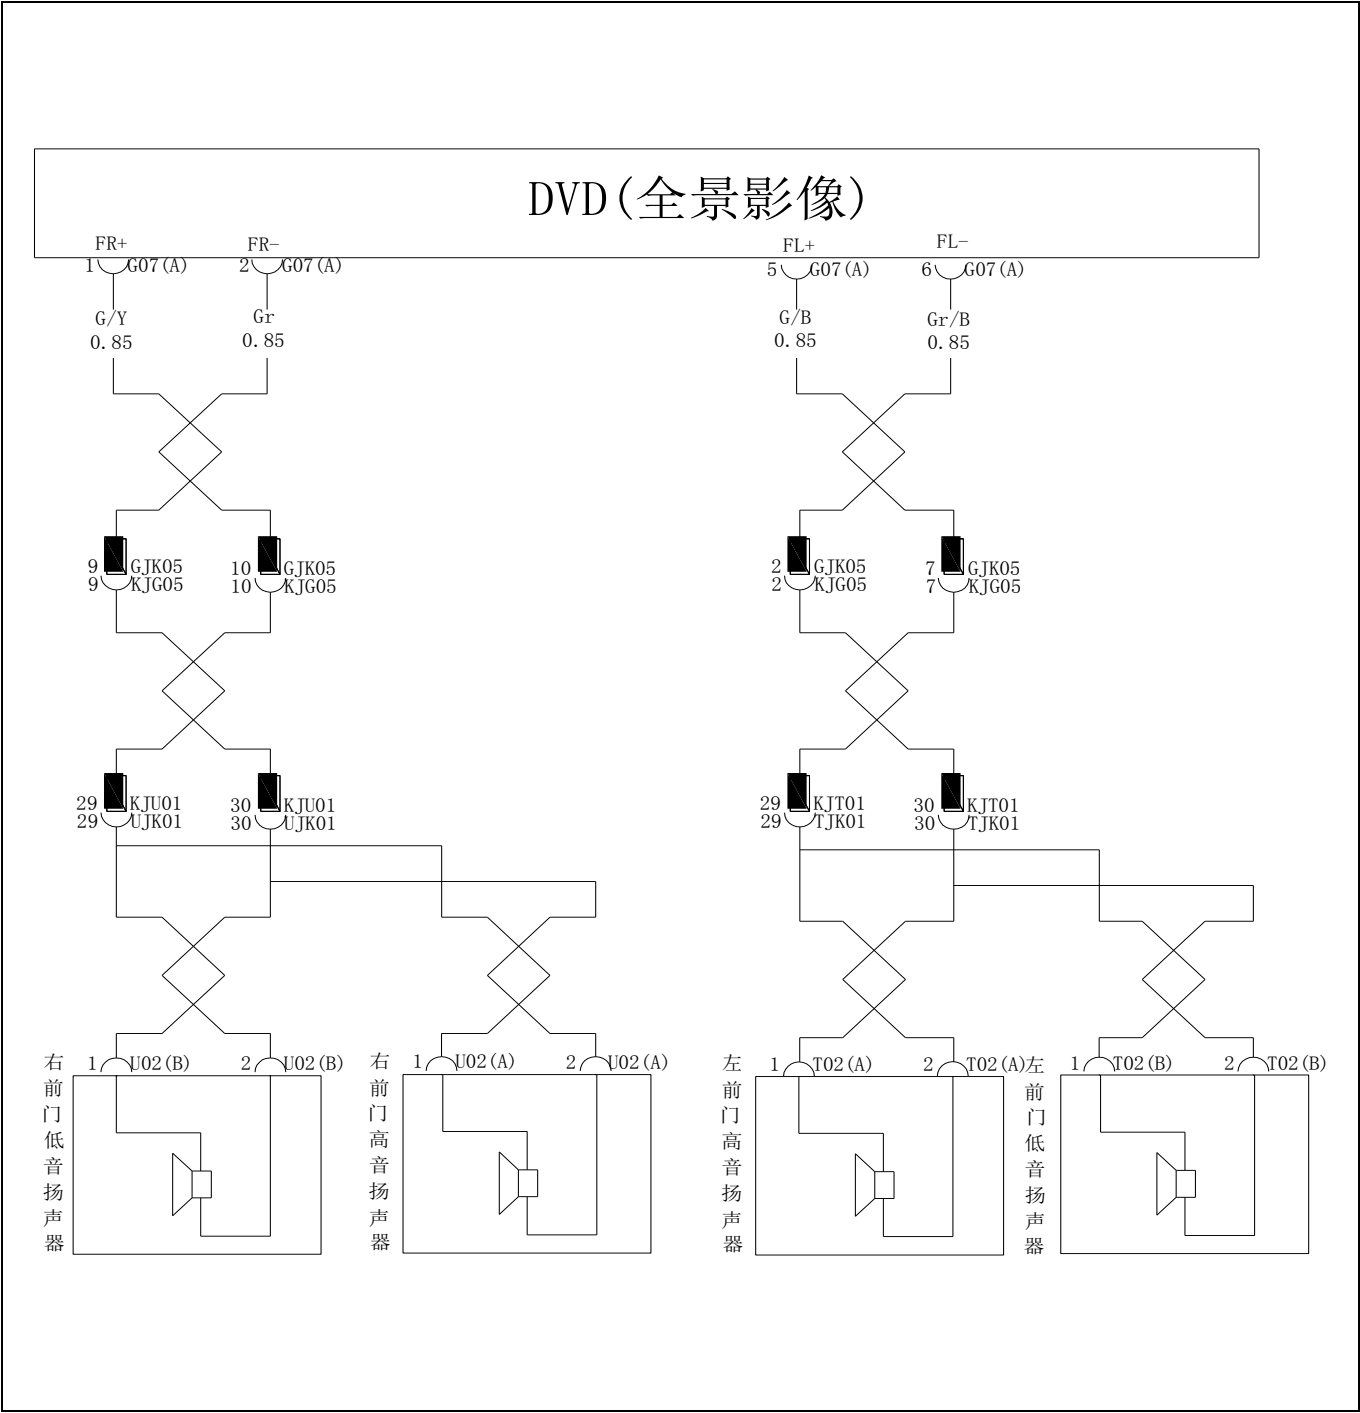 DVD(全景影像)
FR+ FR- FL+ FL-
1 G07(A) 2 G07(A) 5 G07(A) 6 G07(A)
G/Y Gr G/B Gr/B
0.85 0.85 0.85 0.85
9 GJK05 10 GJK05 2 GJK05 7 GJK05
9 KJG05 10 KJG05 2 KJG05 7 KJG05
29 KJU01 30 KJU01 29 KJT01 30 KJT01
29 UJK01 30 UJK01 29 TJK01 30 TJK01
1 U02(B) 2 U02(B) 1 U02(A) 2 U02(A) 1 T02(A) 2 T02(A) 1 T02(B) 2 T02(B)
右前门低音扬声器
右前门高音扬声器
左前门高音扬声器
左前门低音扬声器